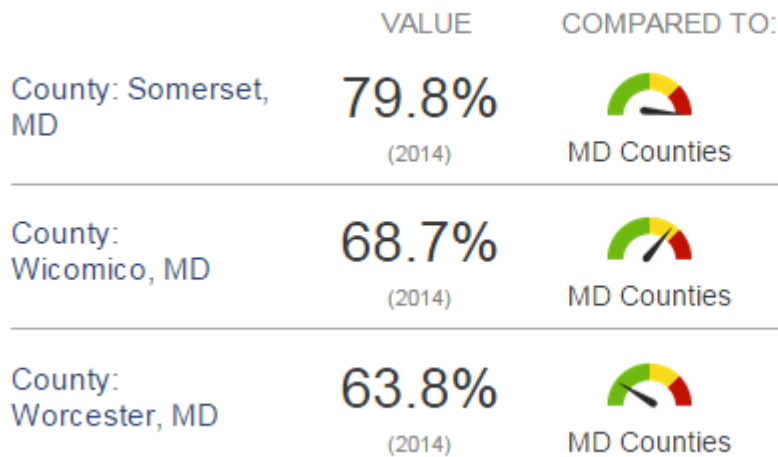 VALUE COMPARED TO:
County: Somerset,
MD
79.8%
(2014)
MD Counties
County:
Wicomico, MD
68.7%
(2014)
MD Counties
County:
Worcester, MD
63.8%
(2014)
MD Counties